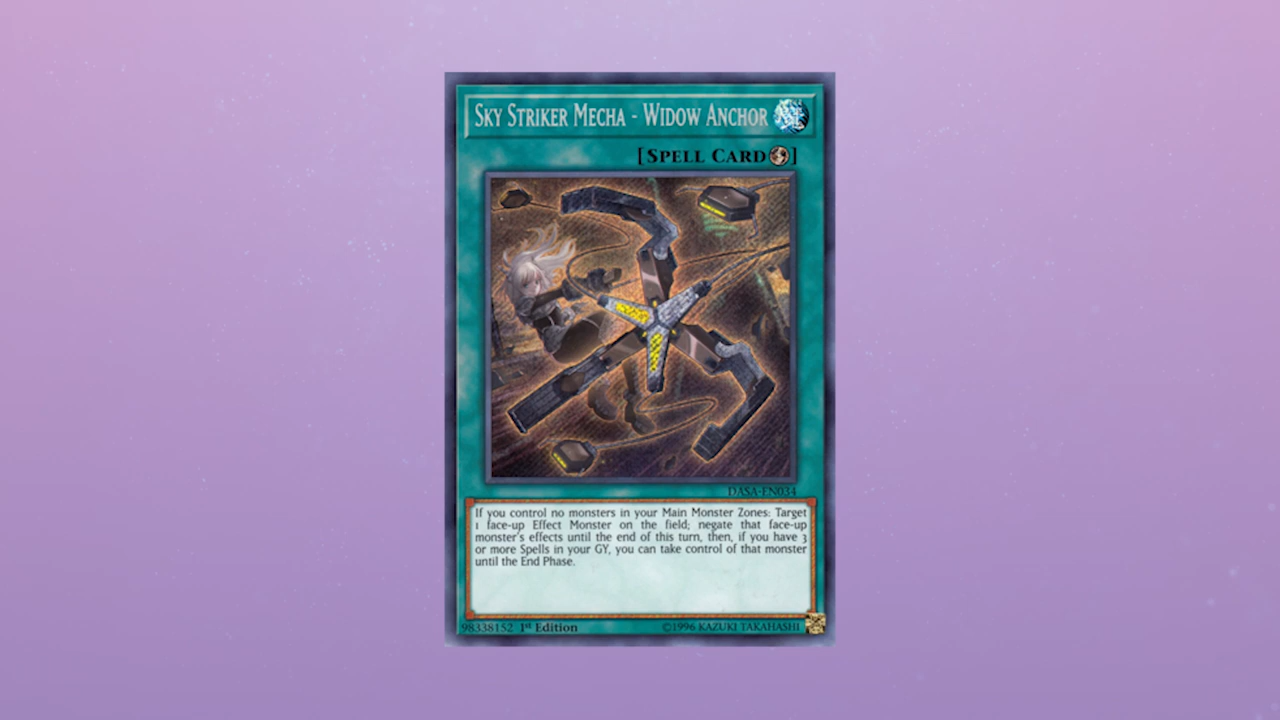 SKY STRIKER MECHA - WIDOW ANCHOR
[SPELL CARD]
DASA-EN034
If you control no monsters in your Main Monster Zones: Target
1 face-up Effect Monster on the field; negate that face-up
monster's effects until the end of this turn, then, if you have 3
or more Spells in your GY, you can take control of that monster
until the End Phase.
98338152 1st Edition
©1996 KAZUKI TAKAHASHI